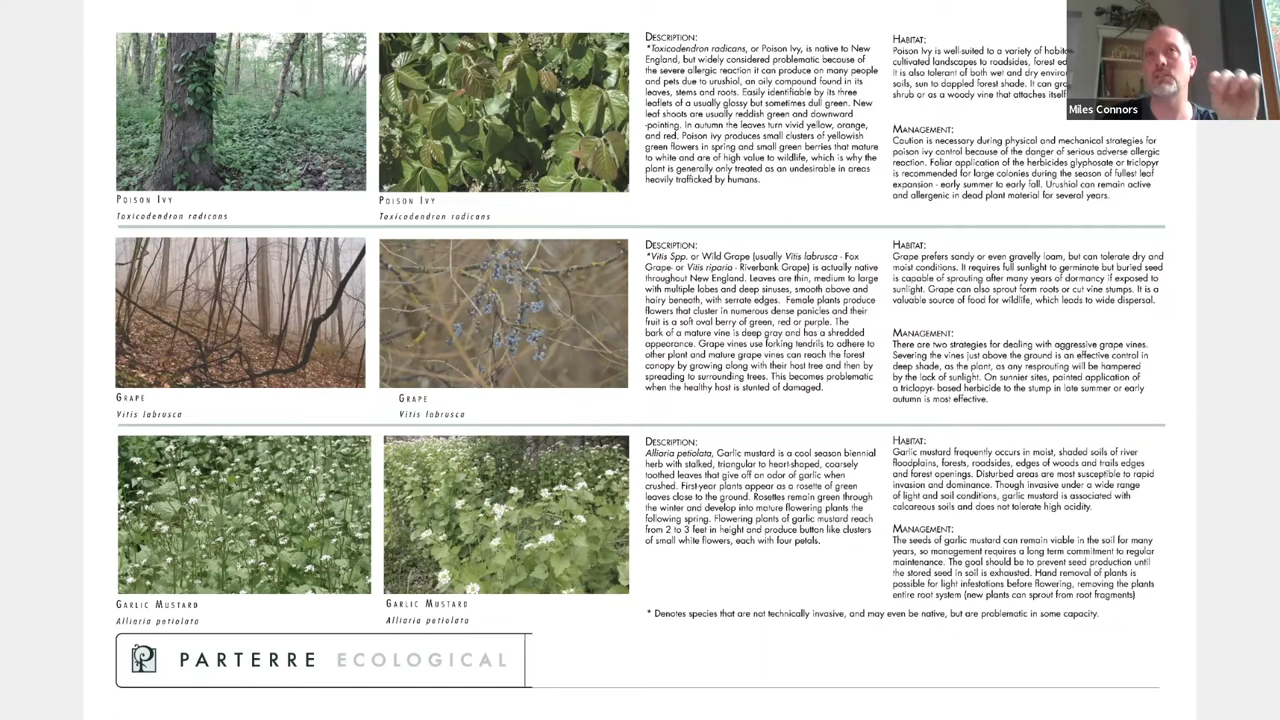 DESCRIPTION:
*Toxicodendron radicans, or Poison Ivy, is native to New
England, but widely considered problematic because of
the severe allergic reaction it can produce on many people
and pets due to urushiol, an oily compound found in its
leaves, stems and roots. Easily identifiable by its three
leaflets of a usually glossy but sometimes dull green. New
leaf shoots are usually reddish green and downward
-pointing. In autumn the leaves turn vivid yellow, orange,
and red. Poison ivy produces small clusters of yellowish
green flowers in spring and small green berries that mature
to white and are of high value to wildlife, which is why the
plant is generally only treated as an undesirable in areas
heavily trafficked by humans.
HABITAT:
Poison Ivy is well-suited to a variety of
cultivated landscapes to roadsides, forest
It is also tolerant of both wet and dry
soils, sun to dappled forest shade. It can
shrub or as a woody vine that attaches itself
Miles Connors
MANAGEMENT:
Caution is necessary during physical and mechanical strategies for
poison ivy control because of the danger of serious adverse allergic
reaction. Foliar application of the herbicides glyphosate or triclopyr
is recommended for large colonies during the season of fullest leaf
expansion - early summer to early fall. Urushiol can remain active
and allergenic in dead plant material for several years.
POISON IVY
Toxicodendron radicans
POISON IVY
Toxicodendron radicans
DESCRIPTION:
*Vitis Spp. or Wild Grape (usually Vitis labrusca - Fox
Grape- or Vitis riparia - Riverbank Grape) is actually native
throughout New England. Leaves are thin, medium to large
with multiple lobes and deep sinuses, smooth above and
hairy beneath, with serrate edges. Female plants produce
flowers that cluster in numerous dense panicles and their
fruit is a soft oval berry of green, red or purple. The
bark of a mature vine is deep gray and has a shredded
appearance. Grape vines use forking tendrils to adhere to
other plant and mature grape vines can reach the forest
canopy by growing along with their host tree and then by
spreading to surrounding trees. This becomes problematic
when the healthy host is stunted of damaged.
HABITAT:
Grape prefers sandy or even gravelly loam, but can tolerate dry and
moist conditions. It requires full sunlight to germinate but buried seed
is capable of sprouting after many years of dormancy if exposed to
sunlight. Grape can also sprout form roots or cut vine stumps. It is a
valuable source of food for wildlife, which leads to wide dispersal.
MANAGEMENT:
There are two strategies for dealing with aggressive grape vines.
Severing the vines just above the ground is an effective control in
deep shade, as the plant, as any resprouting will be hampered
by the lack of sunlight. On sunnier sites, painted application of
a triclopyr- based herbicide to the stump in late summer or early
autumn is most effective.
GRAPE
Vitis labrusca
GRAPE
Vitis labrusca
DESCRIPTION:
Alliaria petiolata, Garlic mustard is a cool season biennial
herb with stalked, triangular to heart-shaped, coarsely
toothed leaves that give off an odor of garlic when
crushed. First-year plants appear as a rosette of green
leaves close to the ground. Rosettes remain green through
the winter and develop into mature flowering plants the
following spring. Flowering plants of garlic mustard reach
from 2 to 3 feet in height and produce button like clusters
of small white flowers, each with four petals.
HABITAT:
Garlic mustard frequently occurs in moist, shaded soils of river
floodplains, forests, roadsides, edges of woods and trails edges
and forest openings. Disturbed areas are most susceptible to rapid
invasion and dominance. Though invasive under a wide range
of light and soil conditions, garlic mustard is associated with
calcareous soils and does not tolerate high acidity.
MANAGEMENT:
The seeds of garlic mustard can remain viable in the soil for many
years, so management requires a long term commitment to regular
maintenance. The goal should be to prevent seed production until
the stored seed in soil is exhausted. Hand removal of plants is
possible for light infestations before flowering, removing the plants
entire root system (new plants can sprout from root fragments)
GARLIC MUSTARD
Alliaria petiolata
GARLIC MUSTARD
Alliaria petiolata
* Denotes species that are not technically invasive, and may even be native, but are problematic in some capacity.
PARTERRE ECOLOGICAL